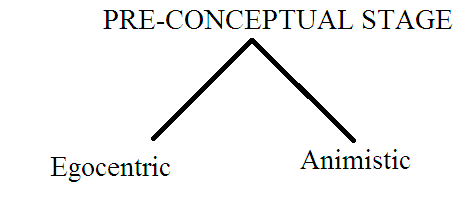 PRE-CONCEPTUAL STAGE
Egocentric
Animistic